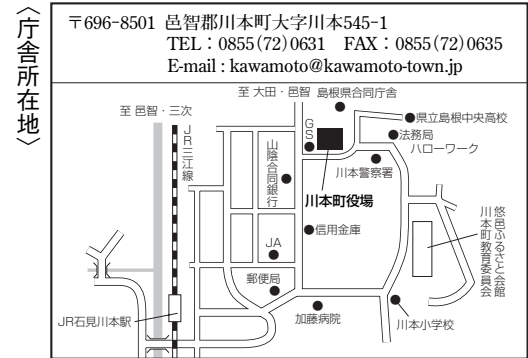 〈庁舎所在地〉
〒696-8501 邑智郡川本町大字川本545-1
TEL：0855(72)0631　FAX：0855(72)0635
E-mail : kawamoto@kawamoto-town.jp
至 大田・邑智
島根県合同庁舎
至 邑智・三次
県立島根中央高校
GS
法務局
ハローワーク
JR三江線
山陰合同銀行
川本警察署
川本町役場
信用金庫
悠邑ふるさと会館
川本町教育委員会
JA
郵便局
JR石見川本駅
加藤病院
川本小学校